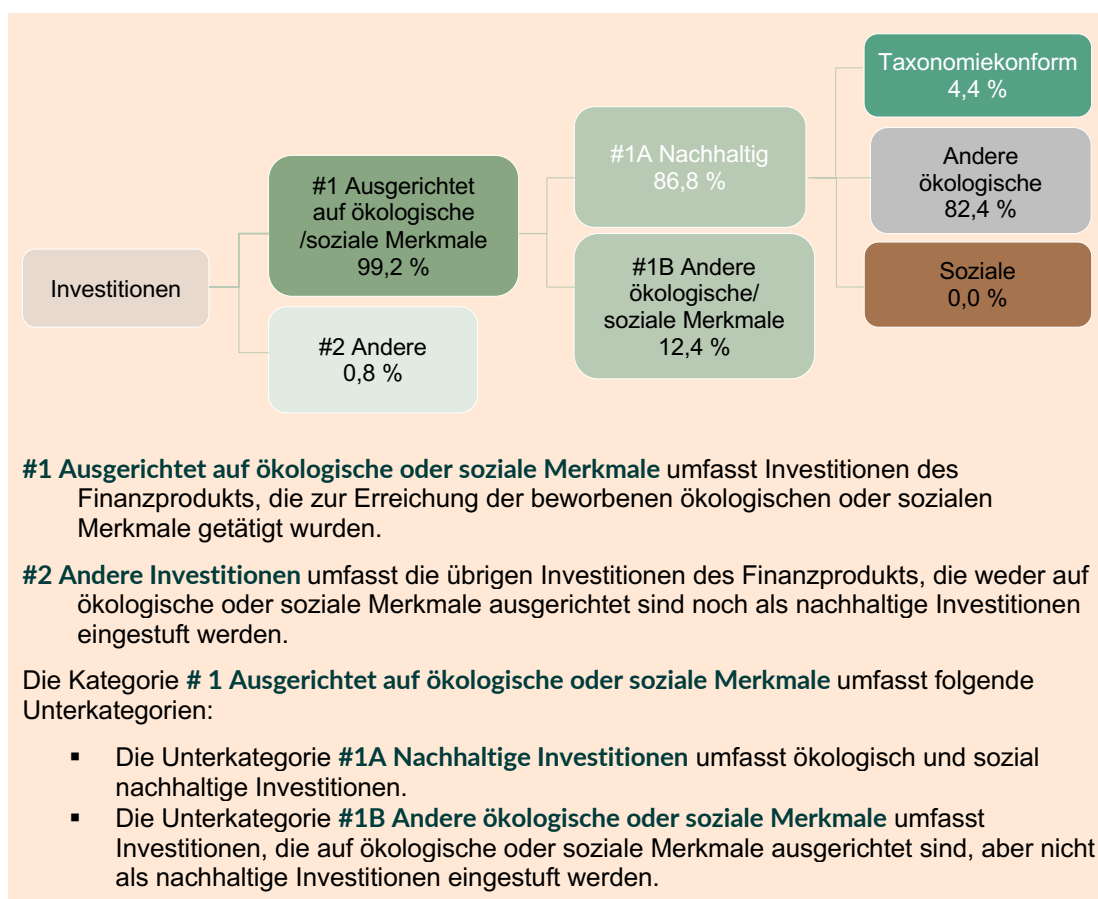 Investitionen
#1 Ausgerichtet
auf ökologische
/soziale Merkmale
99,2 %
#2 Andere
0,8 %
#1A Nachhaltig
86,8 %
#1B Andere
ökologische/
soziale Merkmale
12,4 %
Taxonomiekonform
4,4 %
Andere
ökologische
82,4 %
Soziale
0,0 %
#1 Ausgerichtet auf ökologische oder soziale Merkmale umfasst Investitionen des
Finanzprodukts, die zur Erreichung der beworbenen ökologischen oder sozialen
Merkmale getätigt wurden.
#2 Andere Investitionen umfasst die übrigen Investitionen des Finanzprodukts, die weder auf
ökologische oder soziale Merkmale ausgerichtet sind noch als nachhaltige Investitionen
eingestuft werden.
Die Kategorie # 1 Ausgerichtet auf ökologische oder soziale Merkmale umfasst folgende
Unterkategorien:
▪ Die Unterkategorie #1A Nachhaltige Investitionen umfasst ökologisch und sozial
nachhaltige Investitionen.
▪ Die Unterkategorie #1B Andere ökologische oder soziale Merkmale umfasst
Investitionen, die auf ökologische oder soziale Merkmale ausgerichtet sind, aber nicht
als nachhaltige Investitionen eingestuft werden.